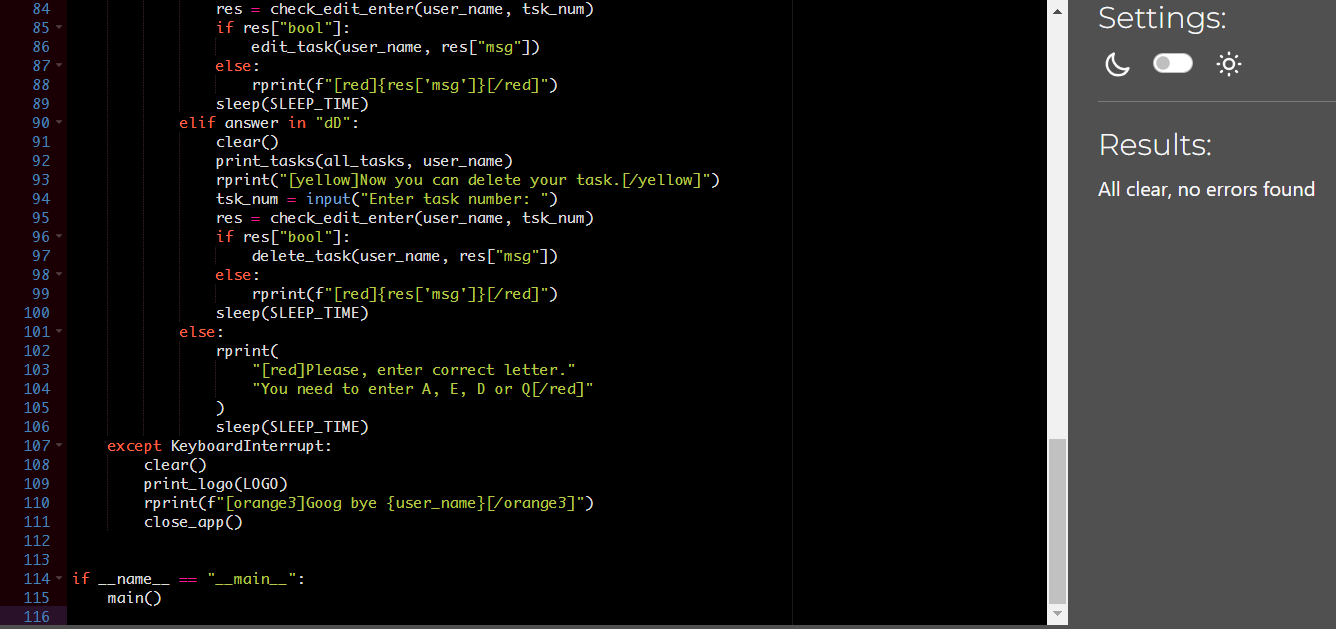 84 res = check_edit_enter(user_name, tsk_num)
85 if res["bool"]:
86 edit_task(user_name, res["msg"])
87 else:
88 rprint(f"[red]{res['msg']}[/red]")
89 sleep(SLEEP_TIME)
90 elif answer in "dD":
91 clear()
92 print_tasks(all_tasks, user_name)
93 rprint("[yellow]Now you can delete your task.[/yellow]")
94 tsk_num = input("Enter task number: ")
95 res = check_edit_enter(user_name, tsk_num)
96 if res["bool"]:
97 delete_task(user_name, res["msg"])
98 else:
99 rprint(f"[red]{res['msg']}[/red]")
100 sleep(SLEEP_TIME)
101 else:
102 rprint(
103 "[red]Please, enter correct letter."
104 "You need to enter A, E, D or Q[/red]"
105 )
106 sleep(SLEEP_TIME)
107 except KeyboardInterrupt:
108 clear()
109 print_logo(LOGO)
110 rprint(f"[orange3]Goog bye {user_name}[/orange3]")
111 close_app()
112
113
114 if __name__ == "__main__":
115 main()
116
Settings:
Results:
All clear, no errors found